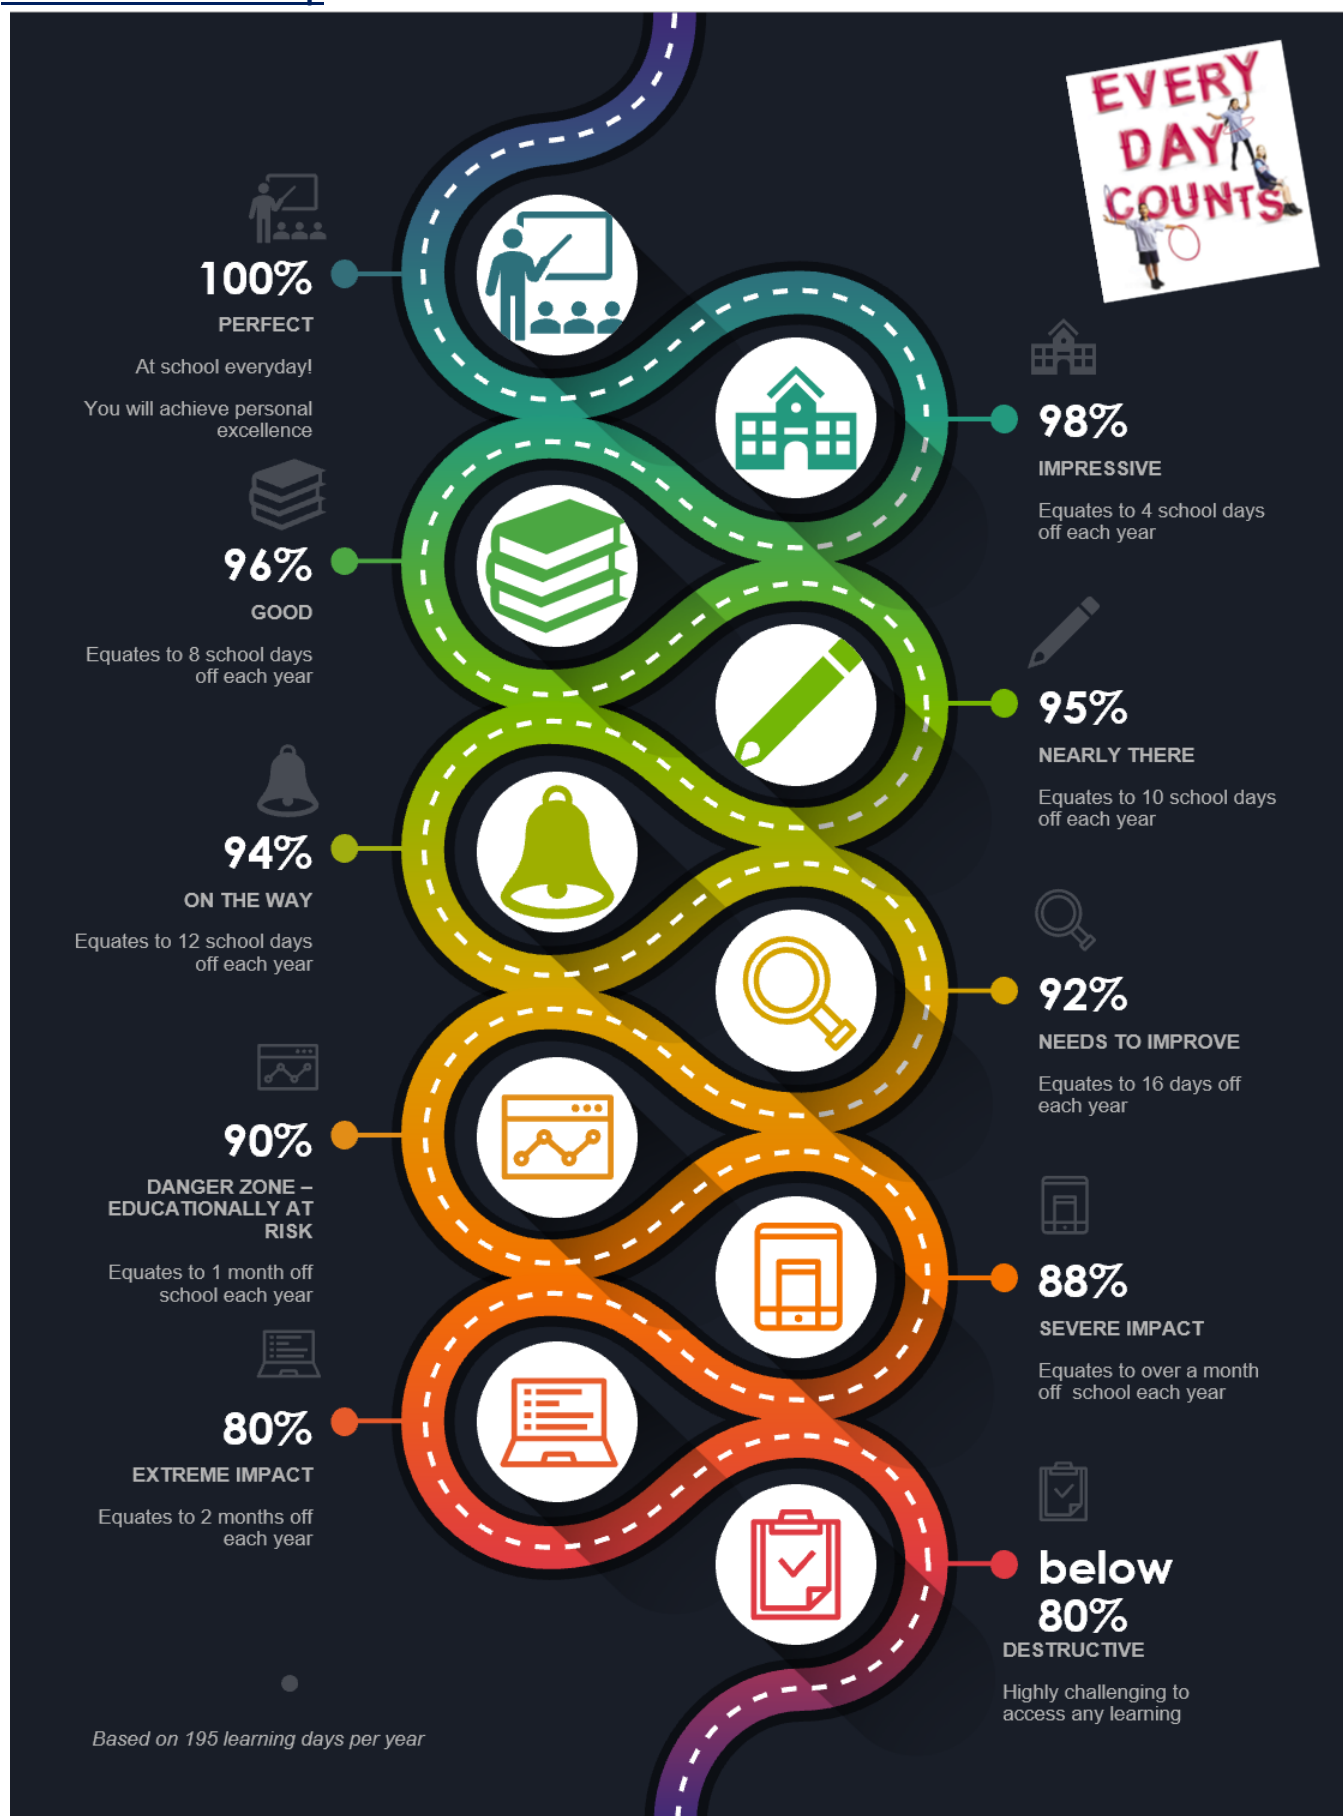 EVERY
DAY
COUNTS
100%
PERFECT
At school everyday!
You will achieve personal
excellence
98%
IMPRESSIVE
Equates to 4 school days
off each year
96%
GOOD
Equates to 8 school days
off each year
95%
NEARLY THERE
Equates to 10 school days
off each year
94%
ON THE WAY
Equates to 12 school days
off each year
92%
NEEDS TO IMPROVE
Equates to 16 days off
each year
90%
DANGER ZONE –
EDUCATIONALLY AT
RISK
Equates to 1 month off
school each year
88%
SEVERE IMPACT
Equates to over a month
off  school each year
80%
EXTREME IMPACT
Equates to 2 months off
each year
below
80%
DESTRUCTIVE
Highly challenging to
access any learning
Based on 195 learning days per year